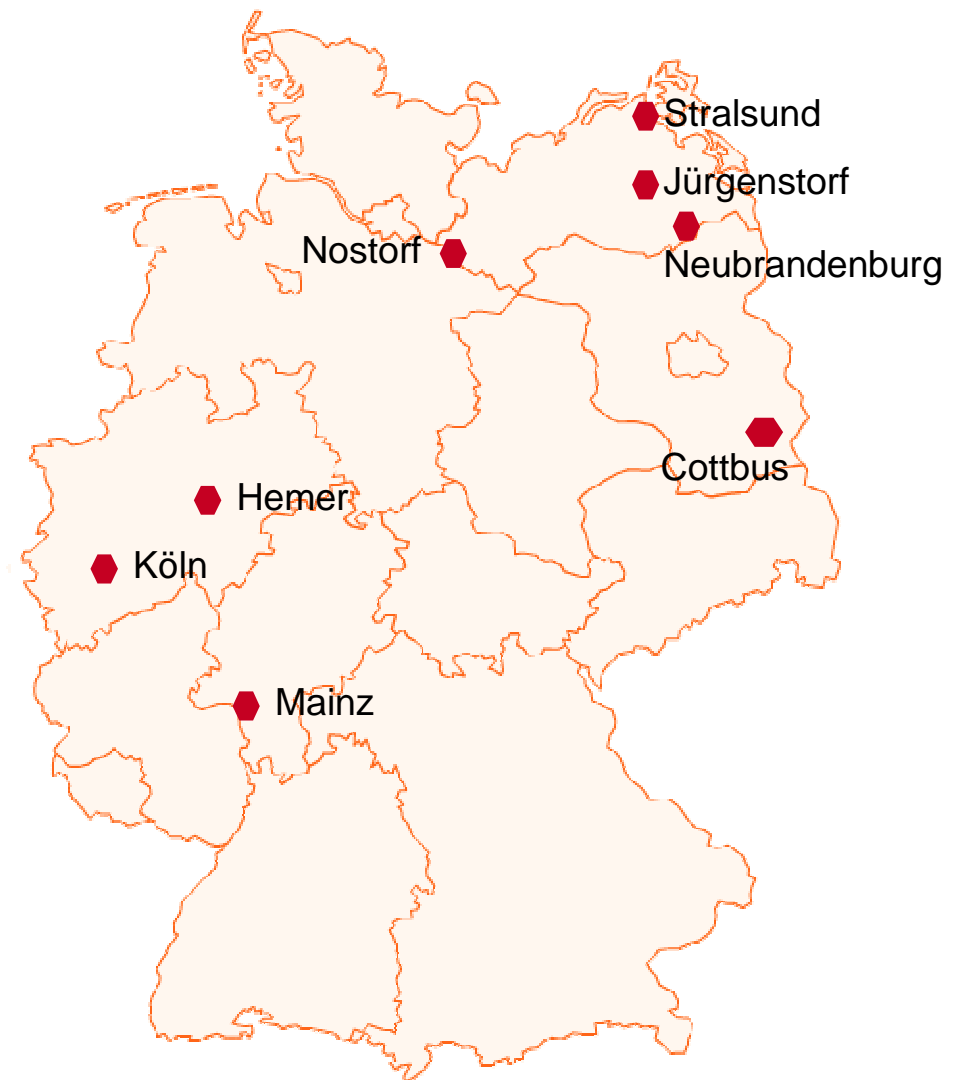 Stralsund
Jürgenstorf
Nostorf
Neubrandenburg
Cottbus
Hemer
Köln
Mainz